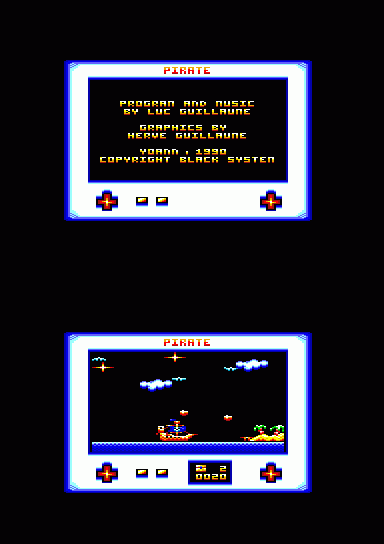 PIRATE
PROGRAM AND MUSIC
BY LUC GUILLAUME
GRAPHICS BY
HERVE GUILLAUME
YOANN . 1990
COPYRIGHT BLACK SYSTEM
PIRATE
2
0020